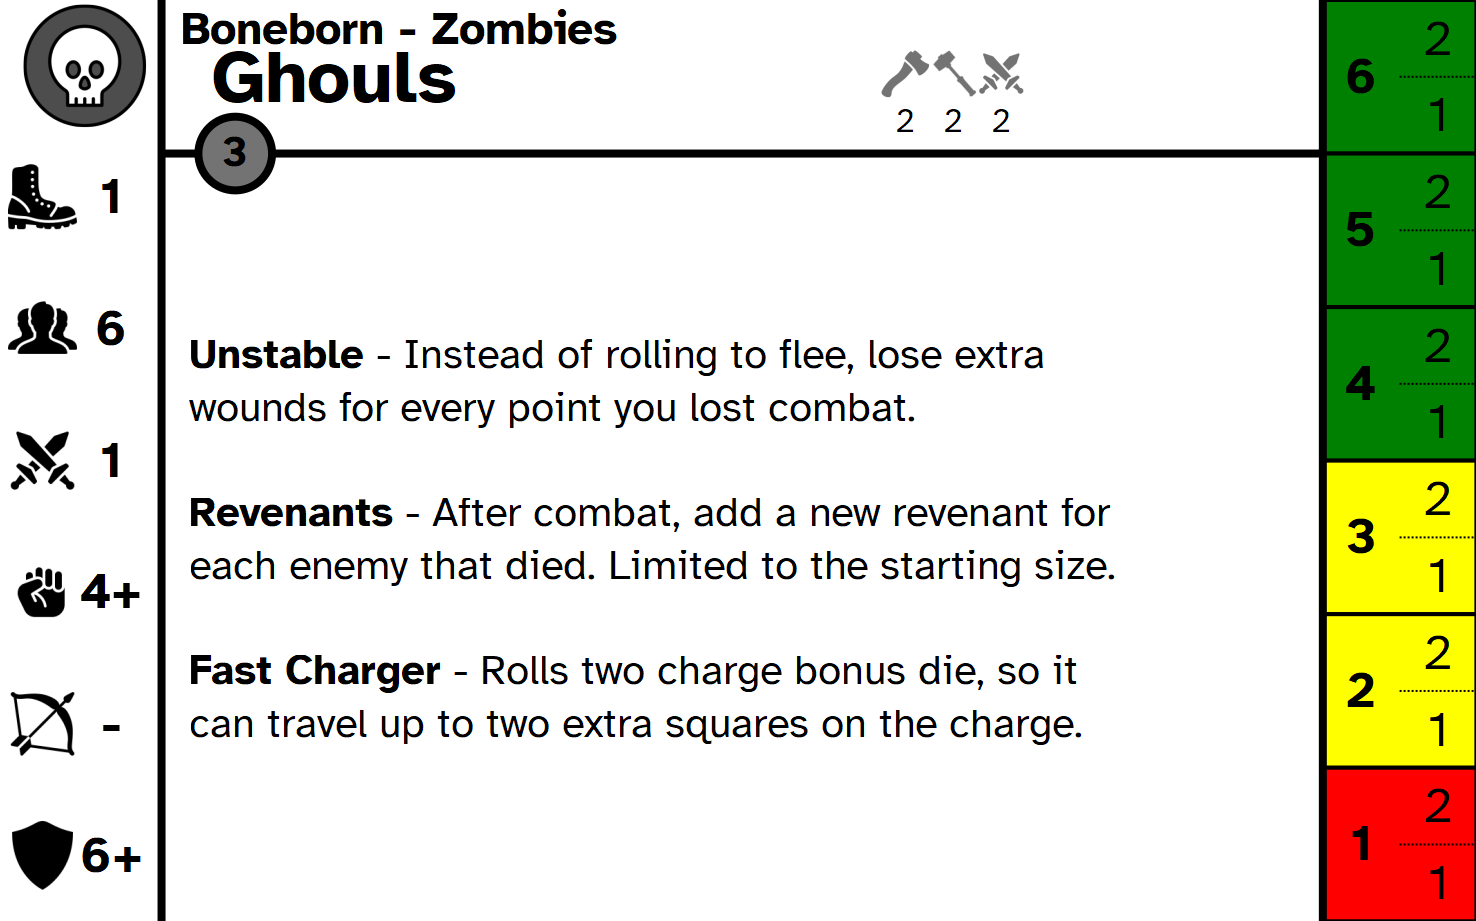 Boneborn - Zombies
Ghouls
2 2 2
3
1
6
1
4+
-
6+
Unstable - Instead of rolling to flee, lose extra
wounds for every point you lost combat.
Revenants - After combat, add a new revenant for
each enemy that died. Limited to the starting size.
Fast Charger - Rolls two charge bonus die, so it
can travel up to two extra squares on the charge.
6
2
1
5
2
1
4
2
1
3
2
1
2
2
1
1
2
1